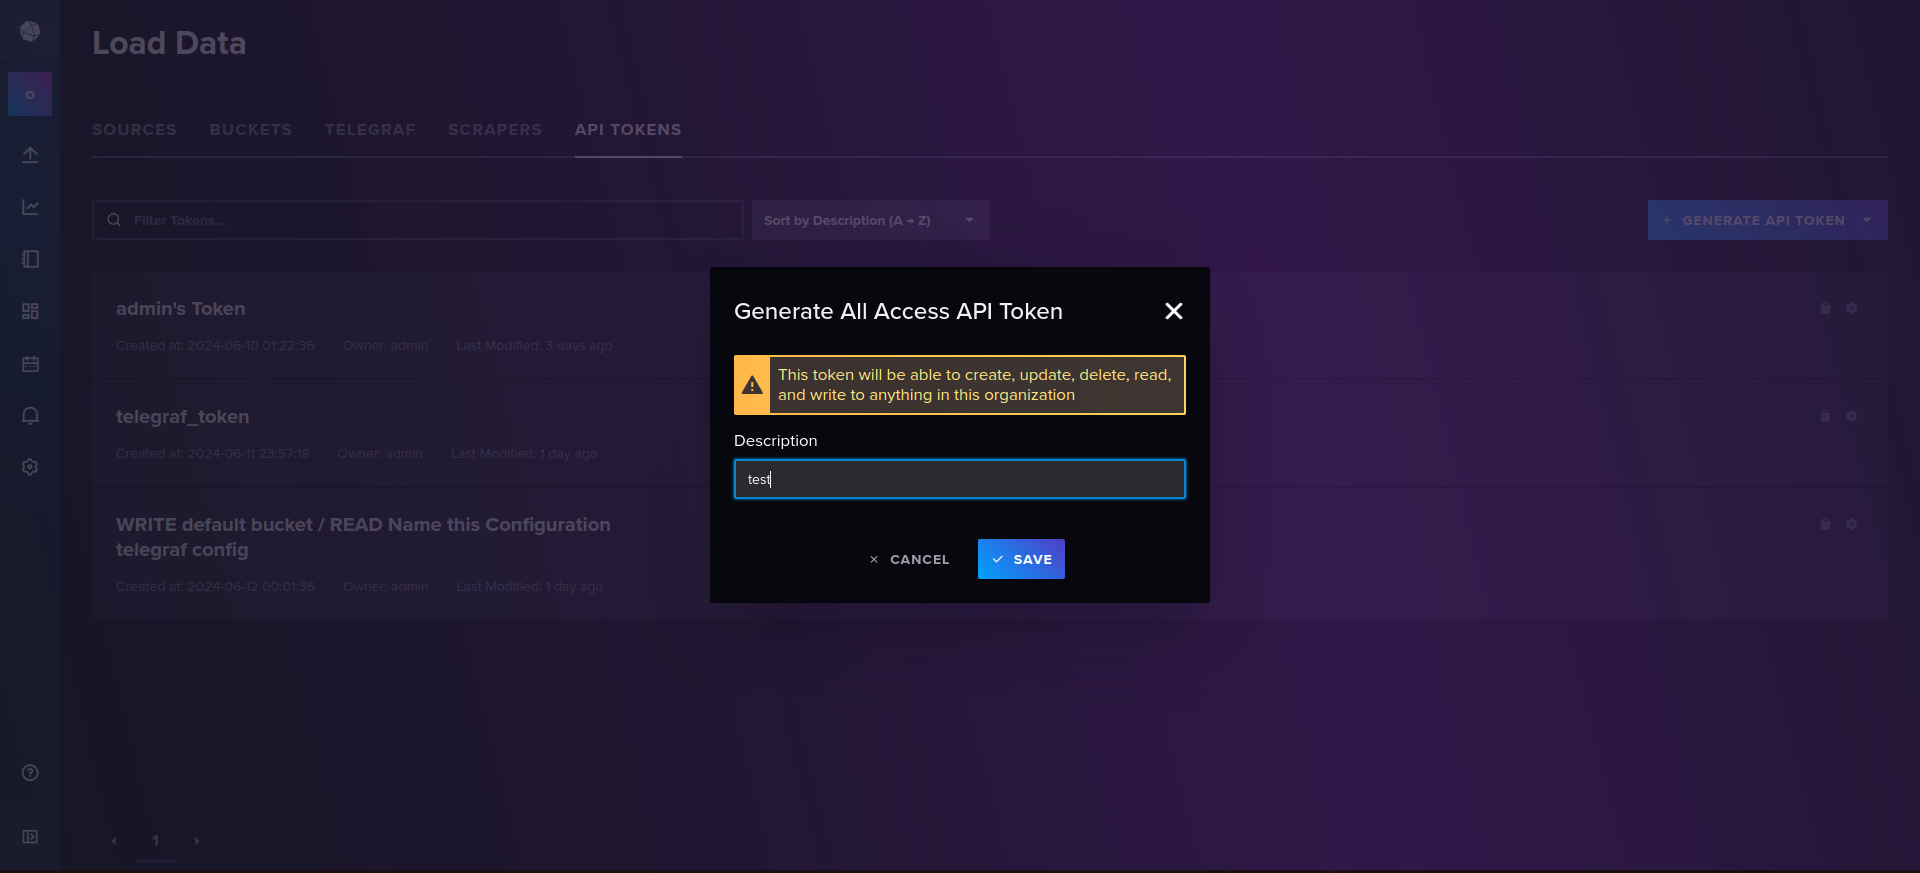 Load Data
SOURCES BUCKETS TELEGRAF SCRAPERS API TOKENS
Filter Tokens... Sort by Description (A → Z) GENERATE API TOKEN
admin's Token
Created at: 2024-06-10 01:22:36 Owner: admin Last Modified: 3 days ago
telegraf_token
Created at: 2024-06-11 23:57:18 Owner: admin Last Modified: 1 day ago
WRITE default bucket / READ Name this Configuration
telegraf config
Created at: 2024-06-12 00:01:36 Owner: admin Last Modified: 1 day ago
Generate All Access API Token
This token will be able to create, update, delete, read,
and write to anything in this organization
Description
test
CANCEL SAVE
1